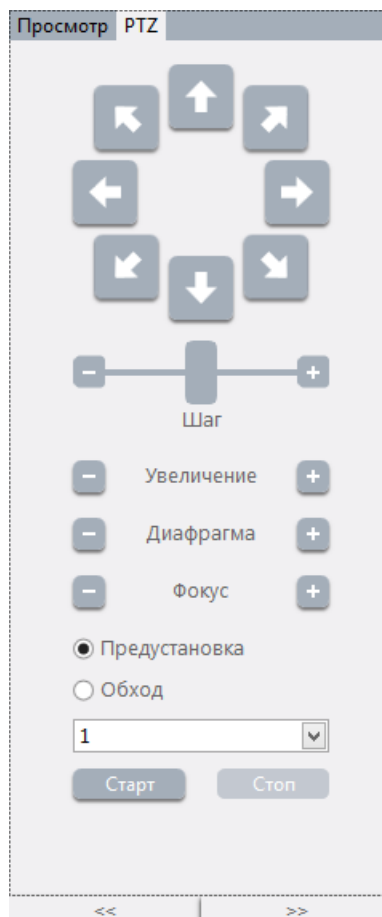 Просмотр PTZ
Шаг
Увеличение
Диафрагма
Фокус
Предустановка
Обход
1
Старт Стоп
<< >>